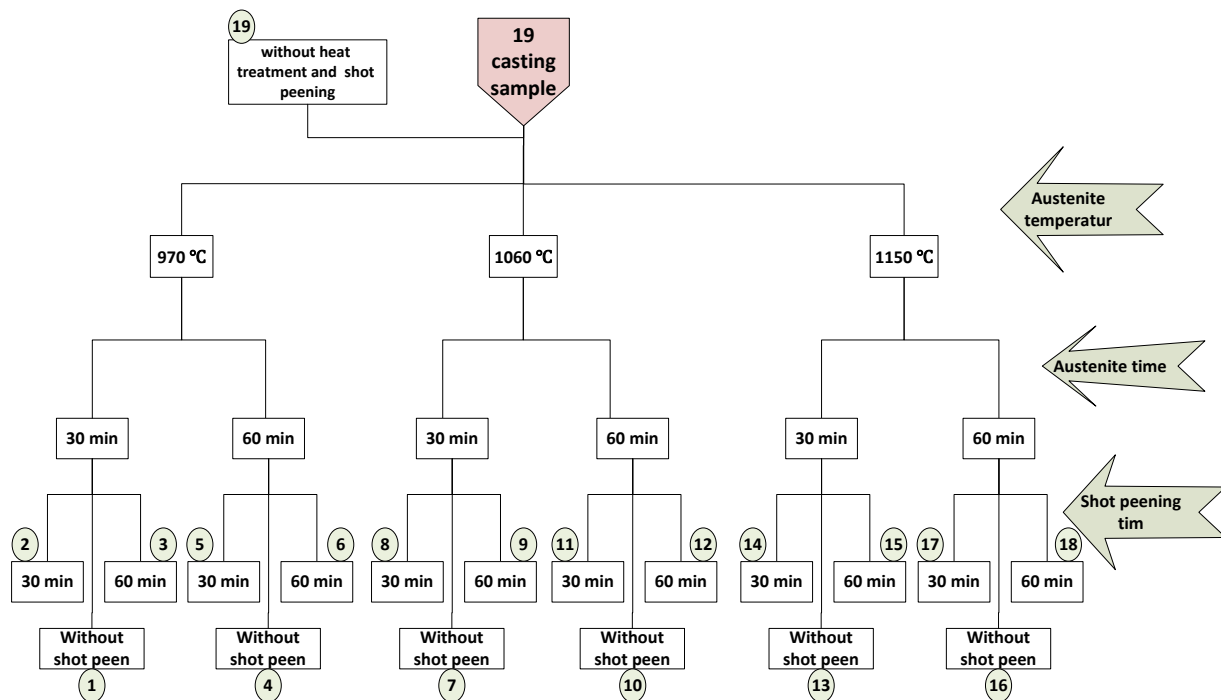 19
without heat
treatment and shot
peening
19
casting
sample
Austenite
temperatur
970 ℃
1060 ℃
1150 ℃
Austenite time
30 min
60 min
30 min
60 min
30 min
60 min
Shot peening
tim
2
3
5
6
8
9
11
12
14
15
17
18
30 min
60 min
30 min
60 min
30 min
60 min
30 min
60 min
30 min
60 min
30 min
60 min
Without
shot peen
Without
shot peen
Without
shot peen
Without
shot peen
Without
shot peen
Without
shot peen
1
4
7
10
13
16